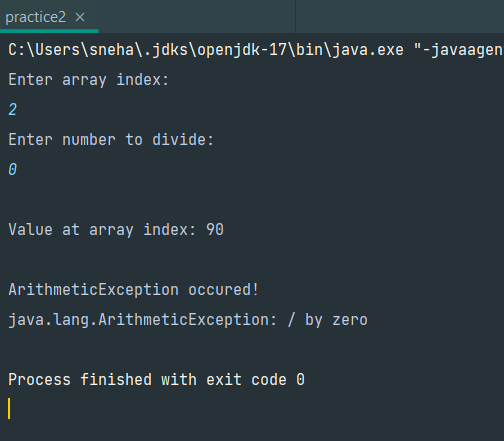 practice2 ×
C:\Users\sneha\.jdks\openjdk-17\bin\java.exe "-javaagen
Enter array index:
2
Enter number to divide:
0
Value at array index: 90
ArithmeticException occured!
java.lang.ArithmeticException: / by zero
Process finished with exit code 0